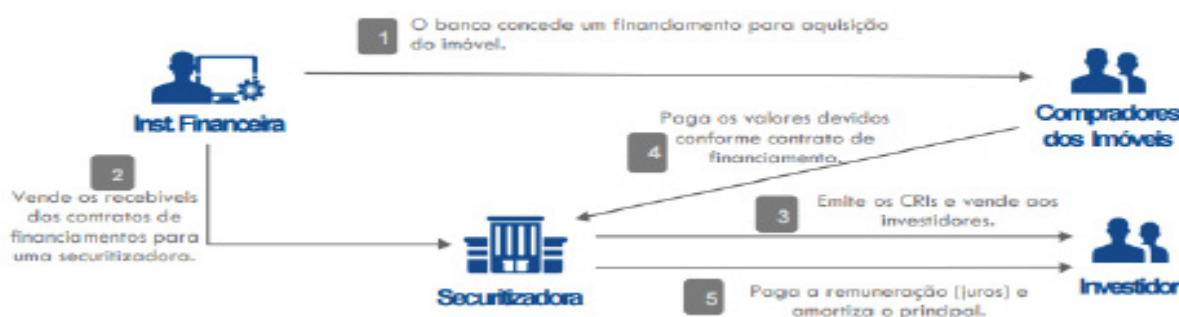 1
O banco concede um financiamento para aquisição
do imóvel.
Inst. Financeira
Compradores
dos Imóveis
Paga os valores devidos
conforme contrato de
financiamento.
4
2
Vende os recebíveis
dos contratos de
financiamentos para
uma securitizadora.
3
Emite os CRIs e vende aos
investidores.
Securitizadora
Investidor
5
Paga a remuneração (juros) e
amortiza o principal.